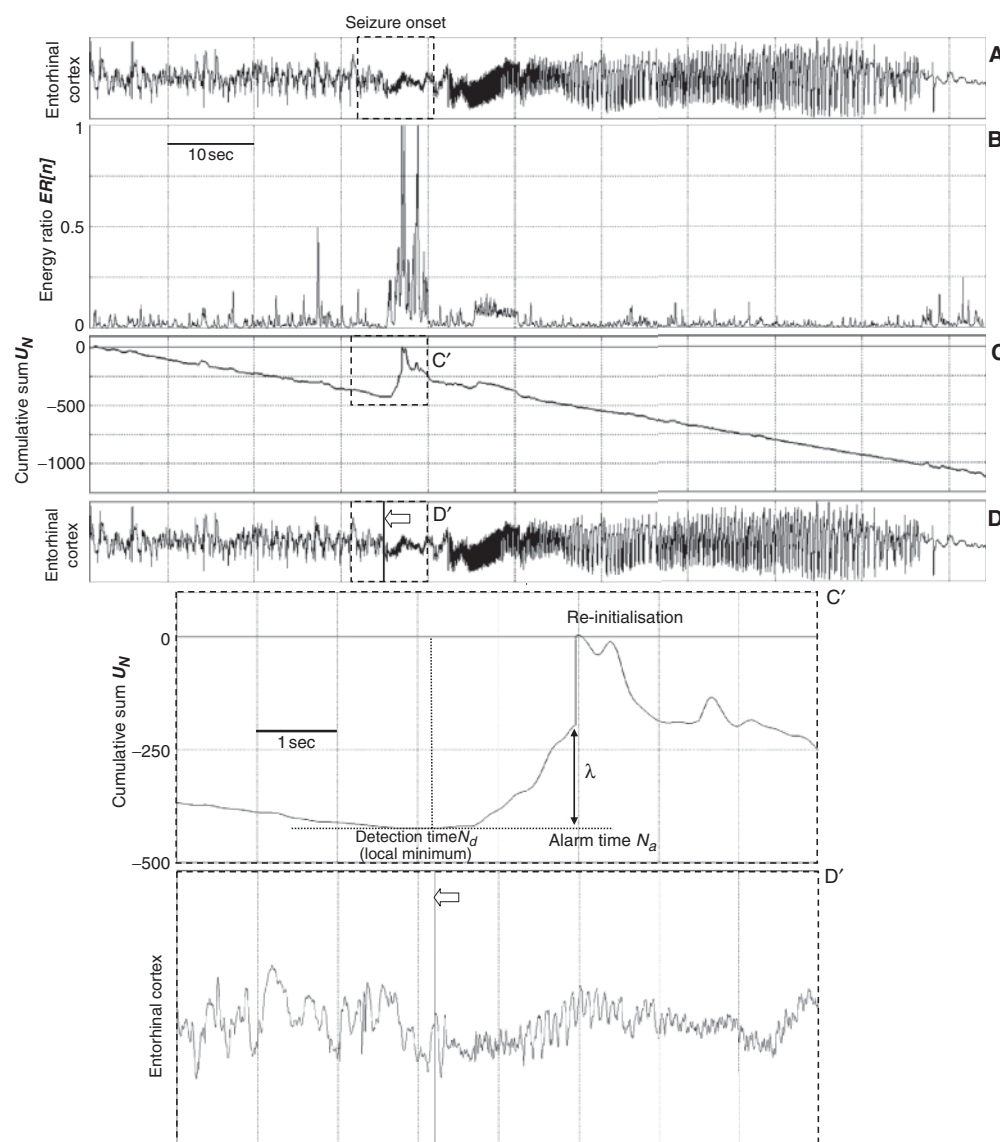 Seizure onset
Entorhinal
cortex
A
Energy ratio ER[n]
1
0.5
0
10 sec
B
Cumulative sum U_N
0
−500
−1000
C′
C
Entorhinal
cortex
D′
D
C′
Cumulative sum U_N
0
−250
−500
Re-initialisation
1 sec
λ
Detection time N_d
(local minimum)
Alarm time N_a
D′
Entorhinal cortex